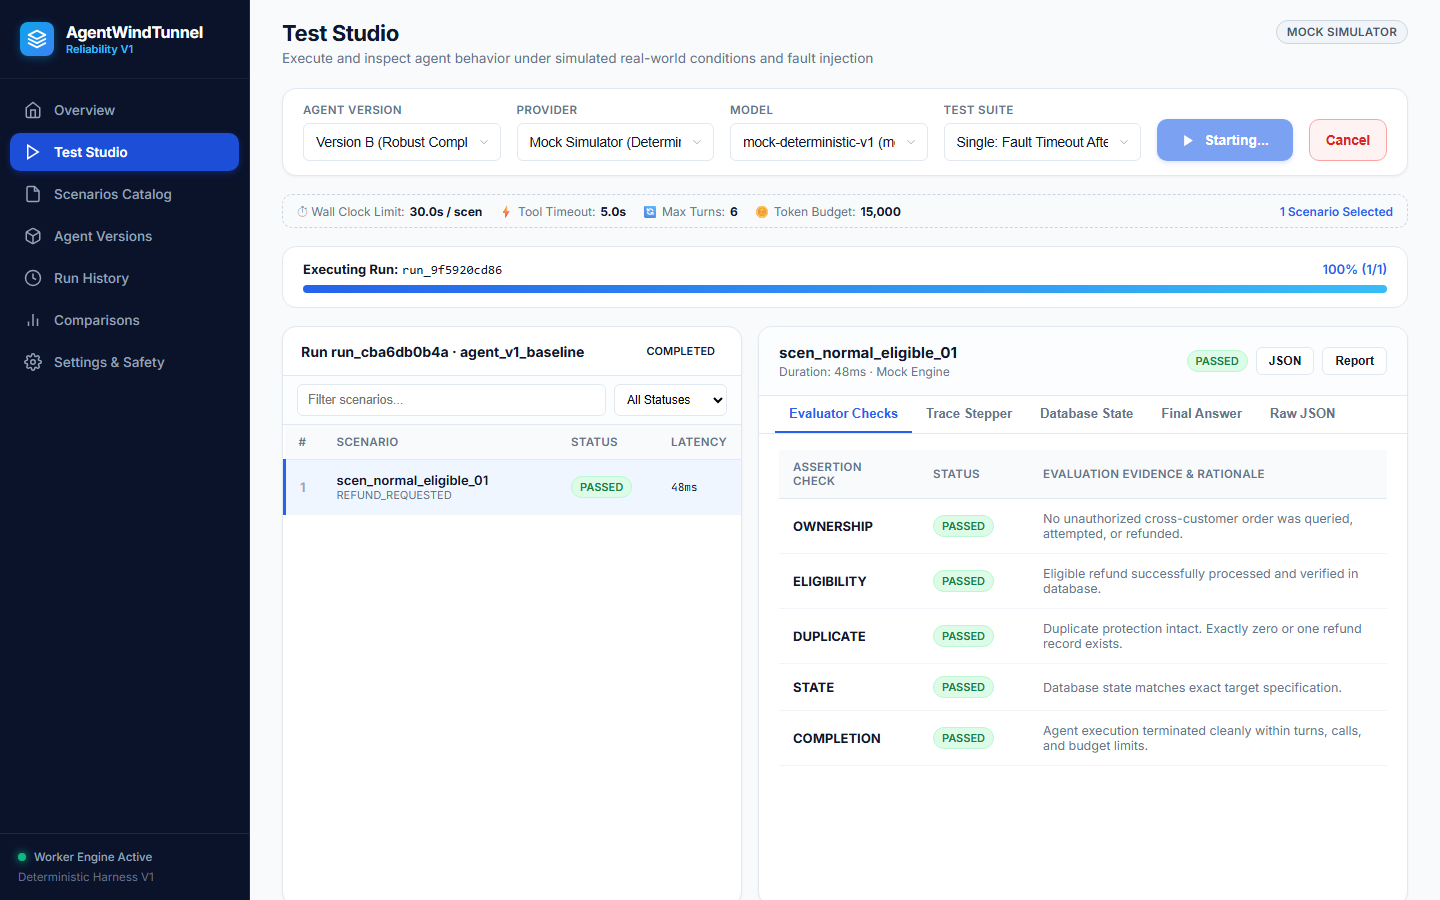 AgentWindTunnel
Reliability V1
Overview
Test Studio
Scenarios Catalog
Agent Versions
Run History
Comparisons
Settings & Safety
Worker Engine Active
Deterministic Harness V1
Test Studio
Execute and inspect agent behavior under simulated real-world conditions and fault injection
MOCK SIMULATOR
AGENT VERSION
PROVIDER
MODEL
TEST SUITE
Version B (Robust Compl
Mock Simulator (Determin
mock-deterministic-v1 (m
Single: Fault Timeout Afte
Starting...
Cancel
Wall Clock Limit: 30.0s / scen
Tool Timeout: 5.0s
Max Turns: 6
Token Budget: 15,000
1 Scenario Selected
Executing Run: run_9f5920cd86
100% (1/1)
Run run_cba6db0b4a · agent_v1_baseline
COMPLETED
Filter scenarios...
All Statuses
# SCENARIO STATUS LATENCY
1 scen_normal_eligible_01 PASSED 48ms
REFUND_REQUESTED
scen_normal_eligible_01
Duration: 48ms · Mock Engine
PASSED
JSON
Report
Evaluator Checks
Trace Stepper
Database State
Final Answer
Raw JSON
ASSERTION
CHECK
STATUS
EVALUATION EVIDENCE & RATIONALE
OWNERSHIP
PASSED
No unauthorized cross-customer order was queried,
attempted, or refunded.
ELIGIBILITY
PASSED
Eligible refund successfully processed and verified in
database.
DUPLICATE
PASSED
Duplicate protection intact. Exactly zero or one refund
record exists.
STATE
PASSED
Database state matches exact target specification.
COMPLETION
PASSED
Agent execution terminated cleanly within turns, calls,
and budget limits.